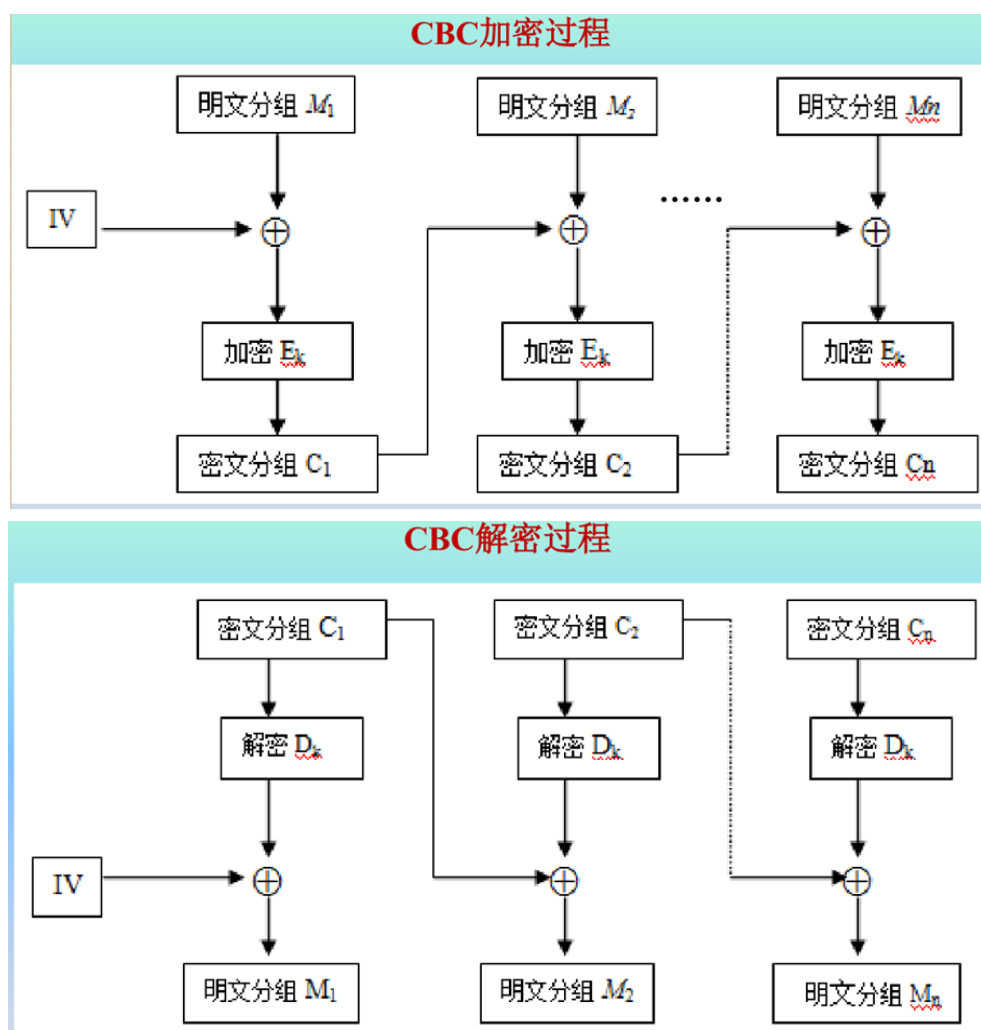 CBC加密过程
明文分组 M₁
明文分组 M₂
明文分组 Mn
IV
……
加密 Eₖ
加密 Eₖ
加密 Eₖ
密文分组 C₁
密文分组 C₂
密文分组 Cn
CBC解密过程
密文分组 C₁
密文分组 C₂
密文分组 Cₙ
解密 Dₖ
解密 Dₖ
解密 Dₖ
IV
明文分组 M₁
明文分组 M₂
明文分组 Mₙ